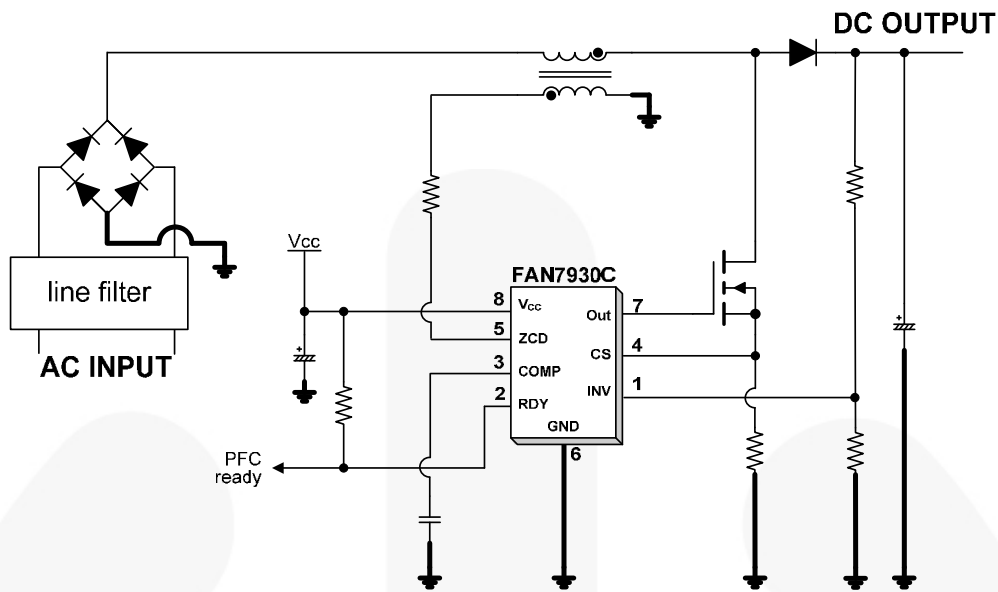 DC OUTPUT
line filter
AC INPUT
Vcc
FAN7930C
8
VCC
5
ZCD
3
COMP
2
RDY
Out
7
CS
4
INV
1
GND
6
PFC
ready